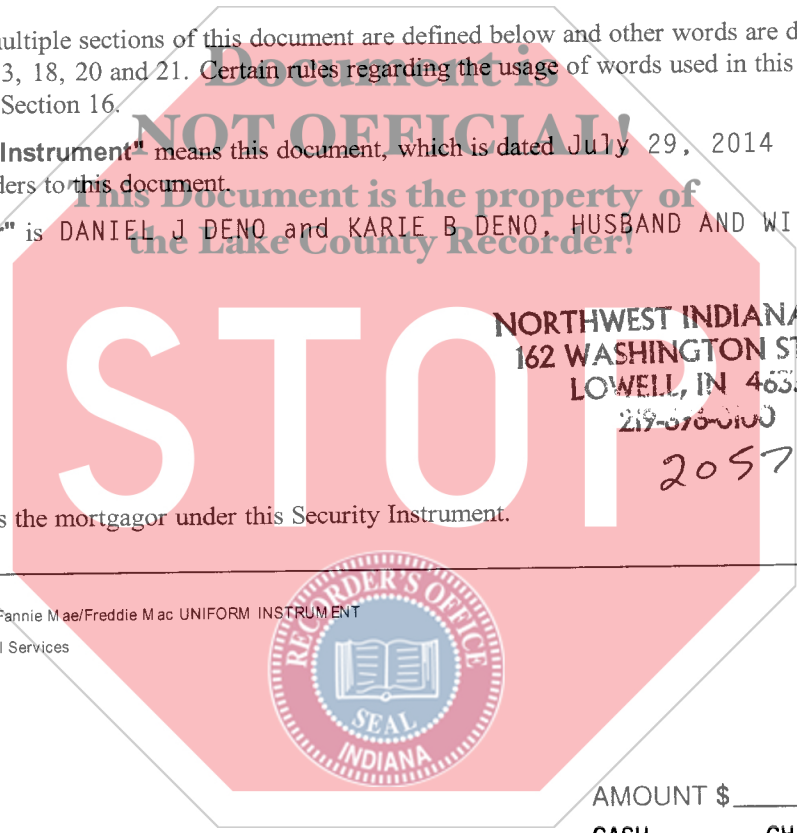 ultiple sections of this document are defined below and other words are d
3, 18, 20 and 21. Certain rules regarding the usage of words used in this
Section 16.
Document is
NOT OFFICIAL!
This Document is the property of
the Lake County Recorder!
Instrument" means this document, which is dated July 29, 2014
ders to this document.
r" is DANIEL J DENO and KARIE B DENO, HUSBAND AND WI
STOP
NORTHWEST INDIANA
162 WASHINGTON ST
LOWELL, IN 463
2057
s the mortgagor under this Security Instrument.
Fannie Mae/Freddie Mac UNIFORM INSTRUMENT
l Services
RECORDER'S OFFICE
SEAL
INDIANA
AMOUNT $
CASH CH